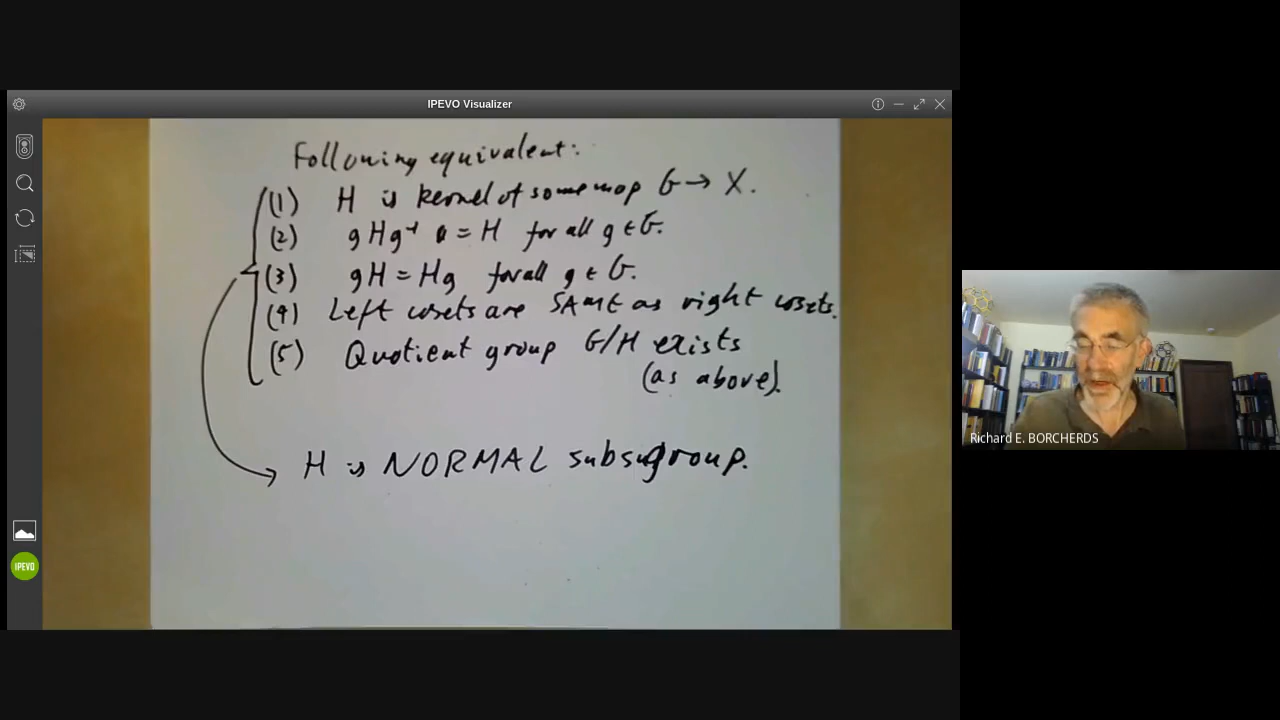 IPEVO Visualizer
Following equivalent:
(1) H is kernel of some map G → X.
(2) gHg⁻¹ = H for all g ∈ G.
(3) gH = Hg for all g ∈ G.
(4) Left cosets are SAME as right cosets.
(5) Quotient group G/H exists
(as above).
H is NORMAL subsugroup.
IPEVO
Richard E. BORCHERDS